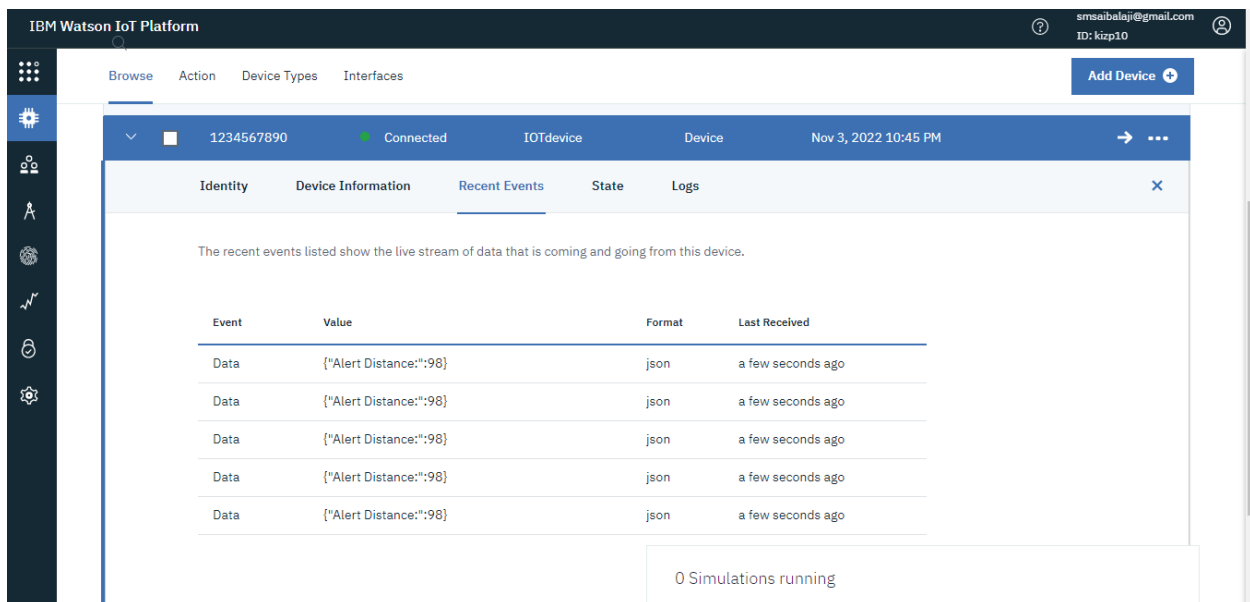 IBM Watson IoT Platform
smsaibalaji@gmail.com
ID: kizp10
Browse Action Device Types Interfaces
Add Device
1234567890 Connected IOTdevice Device Nov 3, 2022 10:45 PM
Identity Device Information Recent Events State Logs
The recent events listed show the live stream of data that is coming and going from this device.
Event Value Format Last Received
Data {"Alert Distance:":98} json a few seconds ago
Data {"Alert Distance:":98} json a few seconds ago
Data {"Alert Distance:":98} json a few seconds ago
Data {"Alert Distance:":98} json a few seconds ago
Data {"Alert Distance:":98} json a few seconds ago
0 Simulations running